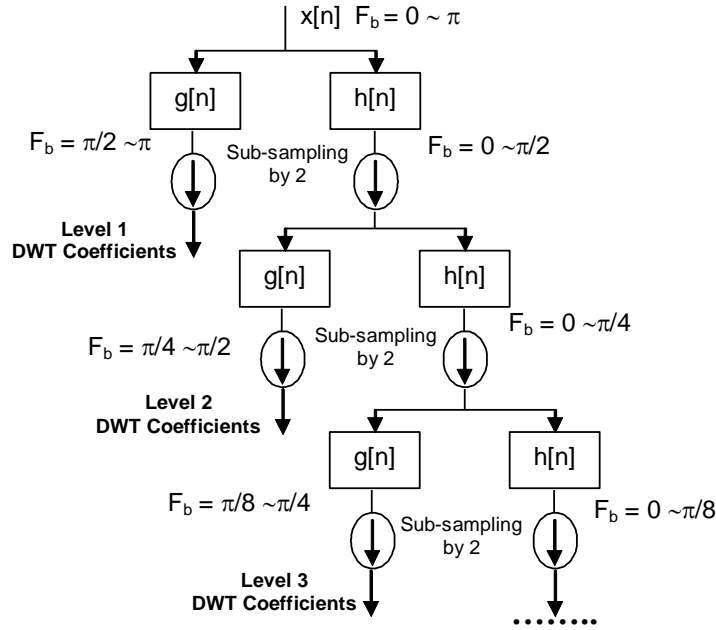 x[n] F_b = 0 ~ π
g[n]
h[n]
F_b = π/2 ~π
Sub-sampling
by 2
F_b = 0 ~π/2
Level 1
DWT Coefficients
g[n]
h[n]
F_b = π/4 ~π/2
Sub-sampling
by 2
F_b = 0 ~π/4
Level 2
DWT Coefficients
g[n]
h[n]
F_b = π/8 ~π/4
Sub-sampling
by 2
F_b = 0 ~π/8
Level 3
DWT Coefficients
........